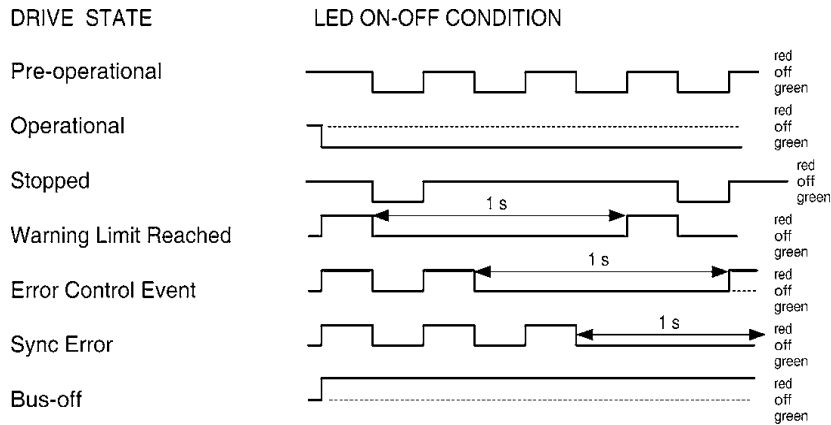 DRIVE STATE LED ON-OFF CONDITION
red
Pre-operational off
green
red
Operational off
green
red
Stopped off
green
1 s
red
Warning Limit Reached off
green
1 s
red
Error Control Event off
green
1 s
red
Sync Error off
green
red
Bus-off off
green